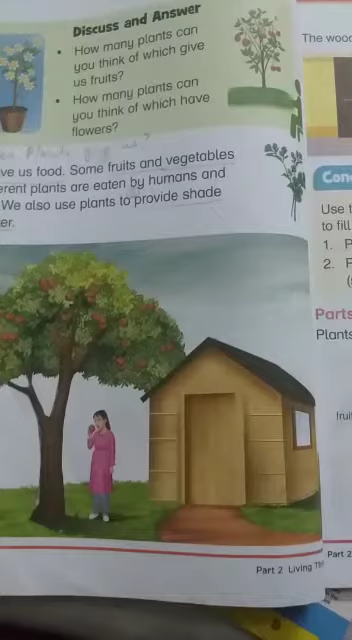 Discuss and Answer
• How many plants can
you think of which give
us fruits?
• How many plants can
you think of which have
flowers?
ve us food. Some fruits and vegetables
erent plants are eaten by humans and
We also use plants to provide shade
er.
Part 2 Living
The wood
Con
Use t
to fill
1. P
2. F
Parts
Plants
fruit
Part 2